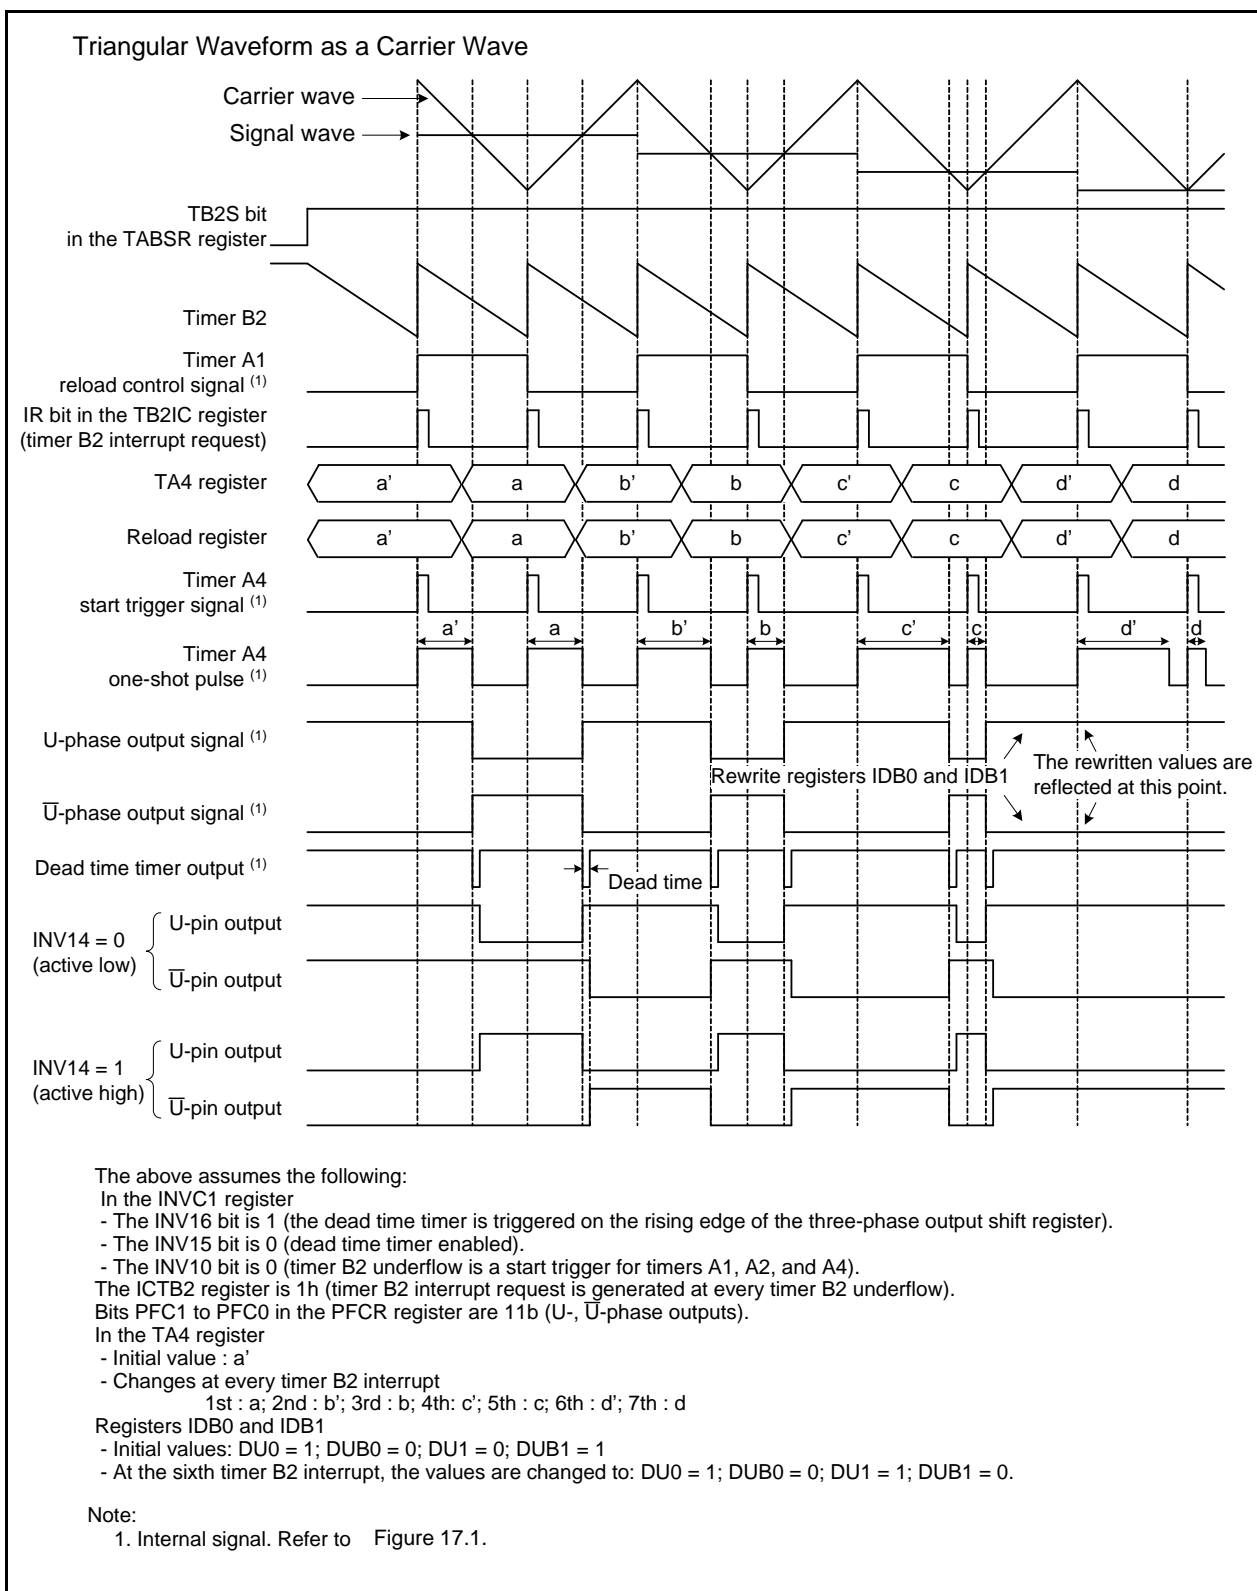 Triangular Waveform as a Carrier Wave
Carrier wave
Signal wave
TB2S bit
in the TABSR register
Timer B2
Timer A1
reload control signal (1)
IR bit in the TB2IC register
(timer B2 interrupt request)
TA4 register
a’ a b’ b c' c d’ d
Reload register
a’ a b’ b c’ c d’ d
Timer A4
start trigger signal (1)
a’ a b’ b c’ c d’ d
Timer A4
one-shot pulse (1)
U-phase output signal (1)
Rewrite registers IDB0 and IDB1
The rewritten values are
reflected at this point.
U̅-phase output signal (1)
Dead time timer output (1)
Dead time
INV14 = 0
(active low)
U-pin output
U̅-pin output
INV14 = 1
(active high)
U-pin output
U̅-pin output
The above assumes the following:
In the INVC1 register
- The INV16 bit is 1 (the dead time timer is triggered on the rising edge of the three-phase output shift register).
- The INV15 bit is 0 (dead time timer enabled).
- The INV10 bit is 0 (timer B2 underflow is a start trigger for timers A1, A2, and A4).
The ICTB2 register is 1h (timer B2 interrupt request is generated at every timer B2 underflow).
Bits PFC1 to PFC0 in the PFCR register are 11b (U-, U̅-phase outputs).
In the TA4 register
- Initial value : a’
- Changes at every timer B2 interrupt
1st : a; 2nd : b’; 3rd : b; 4th: c’; 5th : c; 6th : d’; 7th : d
Registers IDB0 and IDB1
- Initial values: DU0 = 1; DUB0 = 0; DU1 = 0; DUB1 = 1
- At the sixth timer B2 interrupt, the values are changed to: DU0 = 1; DUB0 = 0; DU1 = 1; DUB1 = 0.
Note:
1. Internal signal. Refer to Figure 17.1.